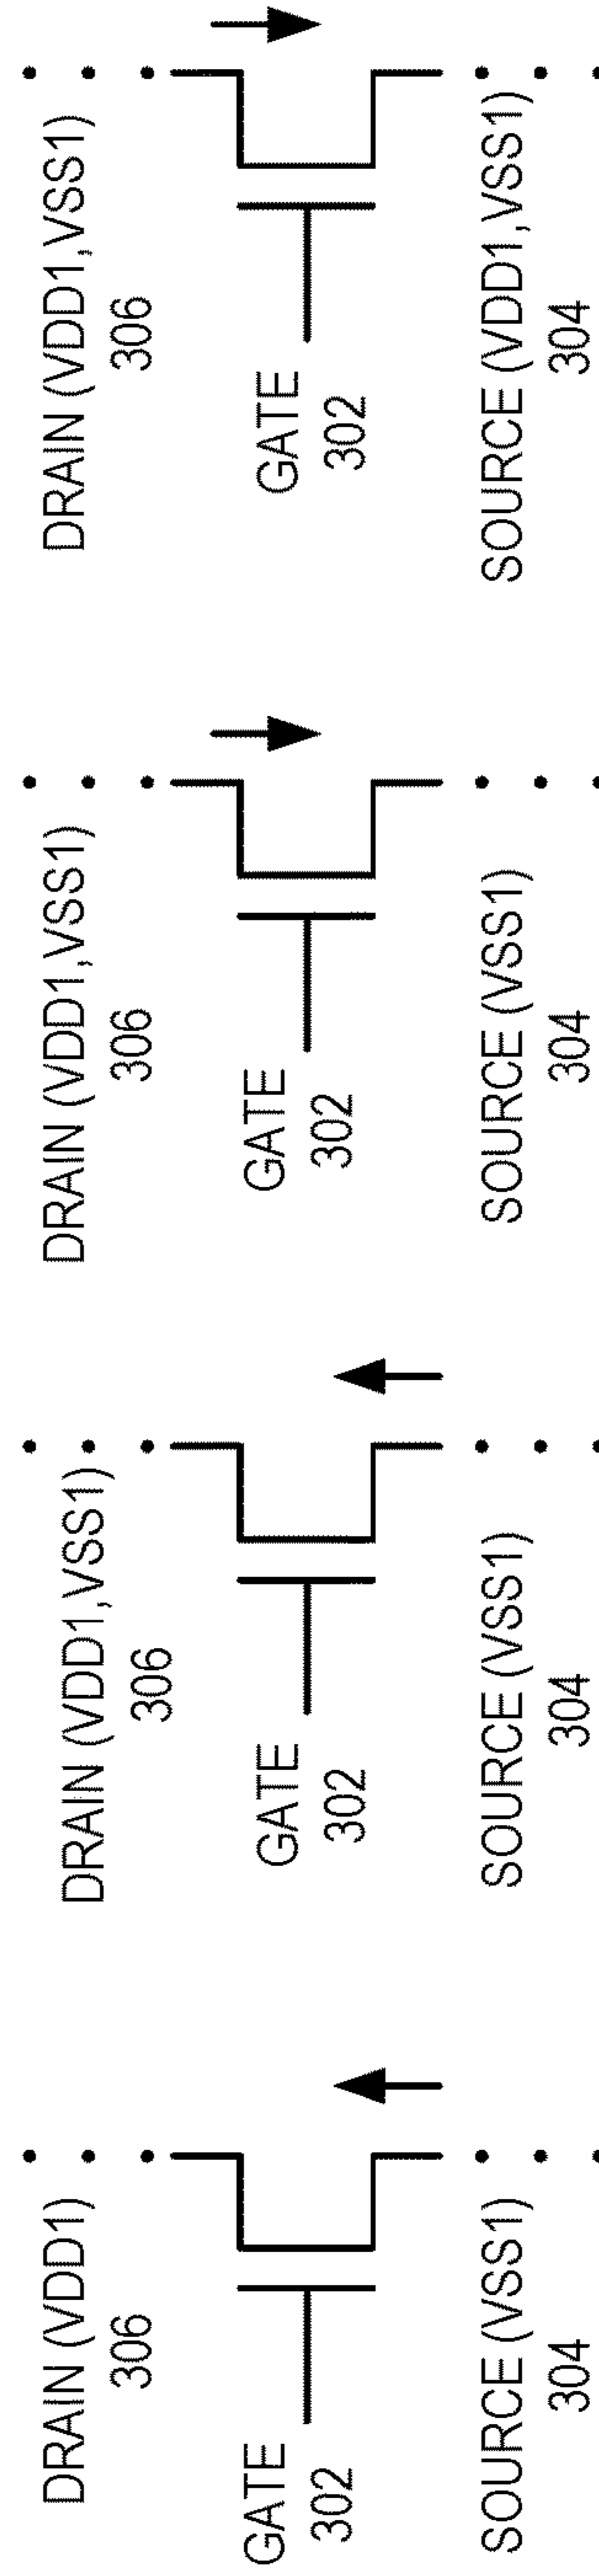 DRAIN (VDD1)
306
GATE
302
SOURCE (VSS1)
304
DRAIN (VDD1,VSS1)
306
GATE
302
SOURCE (VSS1)
304
DRAIN (VDD1,VSS1)
306
GATE
302
SOURCE (VSS1)
304
DRAIN (VDD1,VSS1)
306
GATE
302
SOURCE (VDD1,VSS1)
304